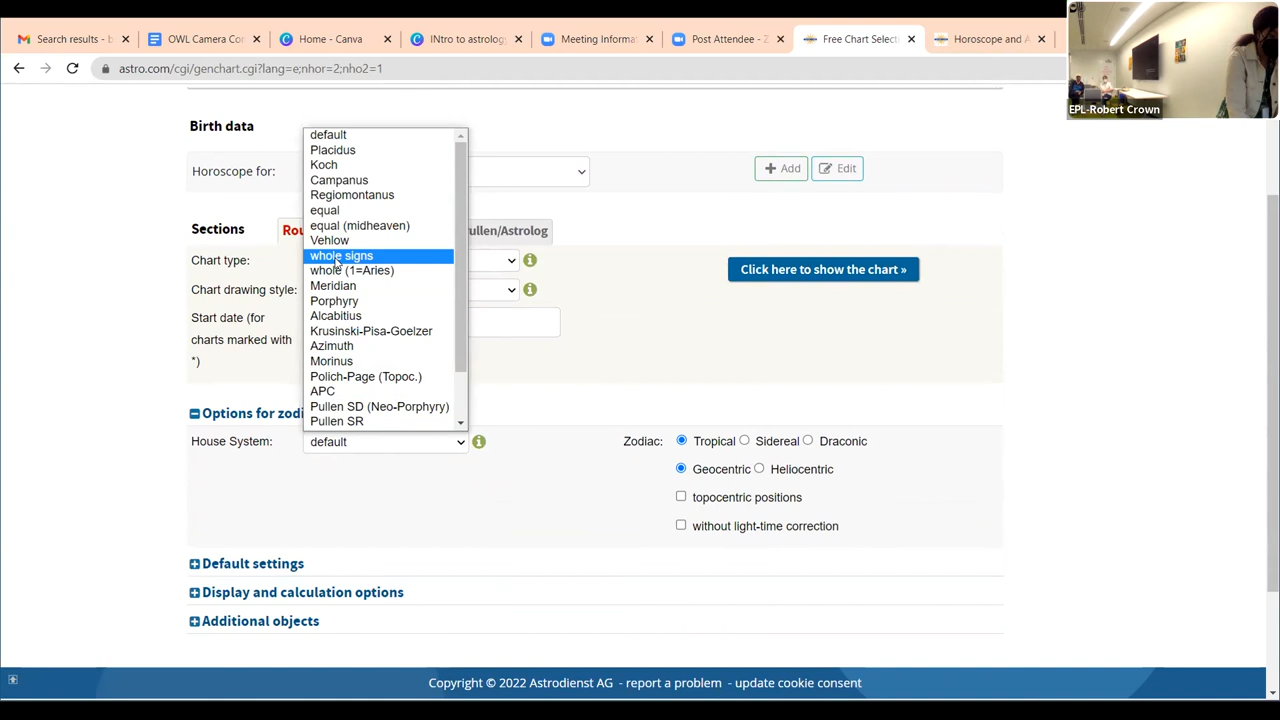 Search results - b
OWL Camera Co
Home - Canva
INtro to astrolog
Meeting Informa
Post Attendee - Z
Free Chart Select
Horoscope and A
astro.com/cgi/genchart.cgi?lang=e;nhor=2;nho2=1
EPL-Robert Crown
Birth data
Horoscope for:
Add
Edit
Sections
Rou
ullen/Astrolog
Chart type:
Click here to show the chart »
Chart drawing style:
Start date (for
charts marked with
*)
default
Placidus
Koch
Campanus
Regiomontanus
equal
equal (midheaven)
Vehlow
whole signs
whole (1=Aries)
Meridian
Porphyry
Alcabitius
Krusinski-Pisa-Goelzer
Azimuth
Morinus
Polich-Page (Topoc.)
APC
Pullen SD (Neo-Porphyry)
Pullen SR
Options for zodi
House System:
default
Zodiac:
Tropical
Sidereal
Draconic
Geocentric
Heliocentric
topocentric positions
without light-time correction
Default settings
Display and calculation options
Additional objects
Copyright © 2022 Astrodienst AG - report a problem - update cookie consent